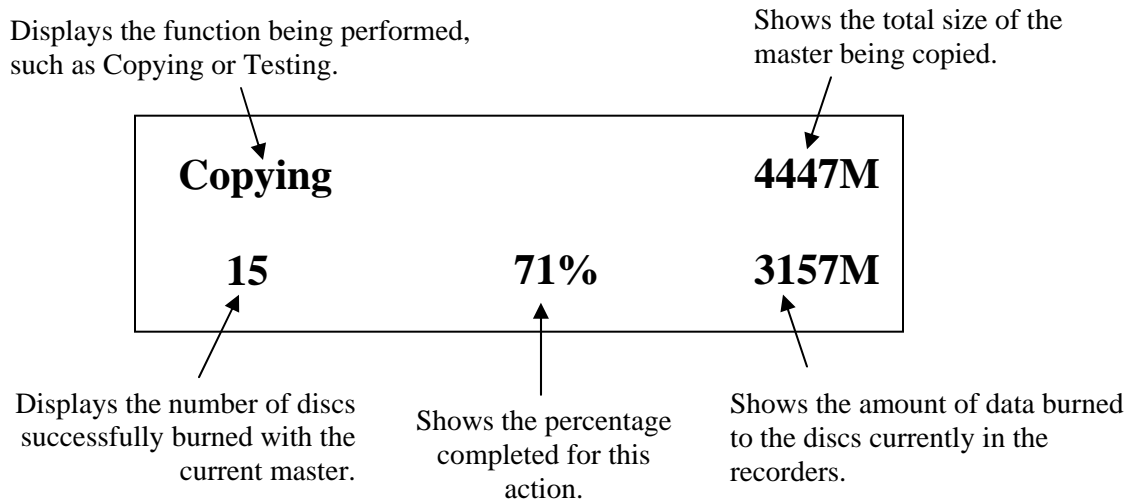 Displays the function being performed,
such as Copying or Testing.
Shows the total size of the
master being copied.
Copying
4447M
15
71%
3157M
Displays the number of discs
successfully burned with the
current master.
Shows the percentage
completed for this
action.
Shows the amount of data burned
to the discs currently in the
recorders.